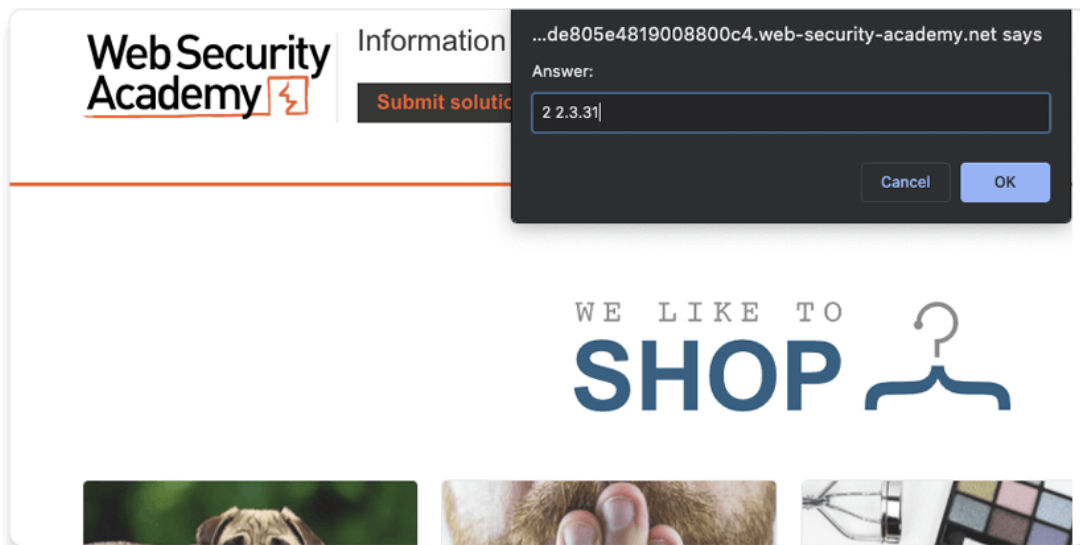 Web Security
Academy
Information
Submit solutio
...de805e4819008800c4.web-security-academy.net says
Answer:
2 2.3.31
Cancel
OK
WE LIKE TO
SHOP